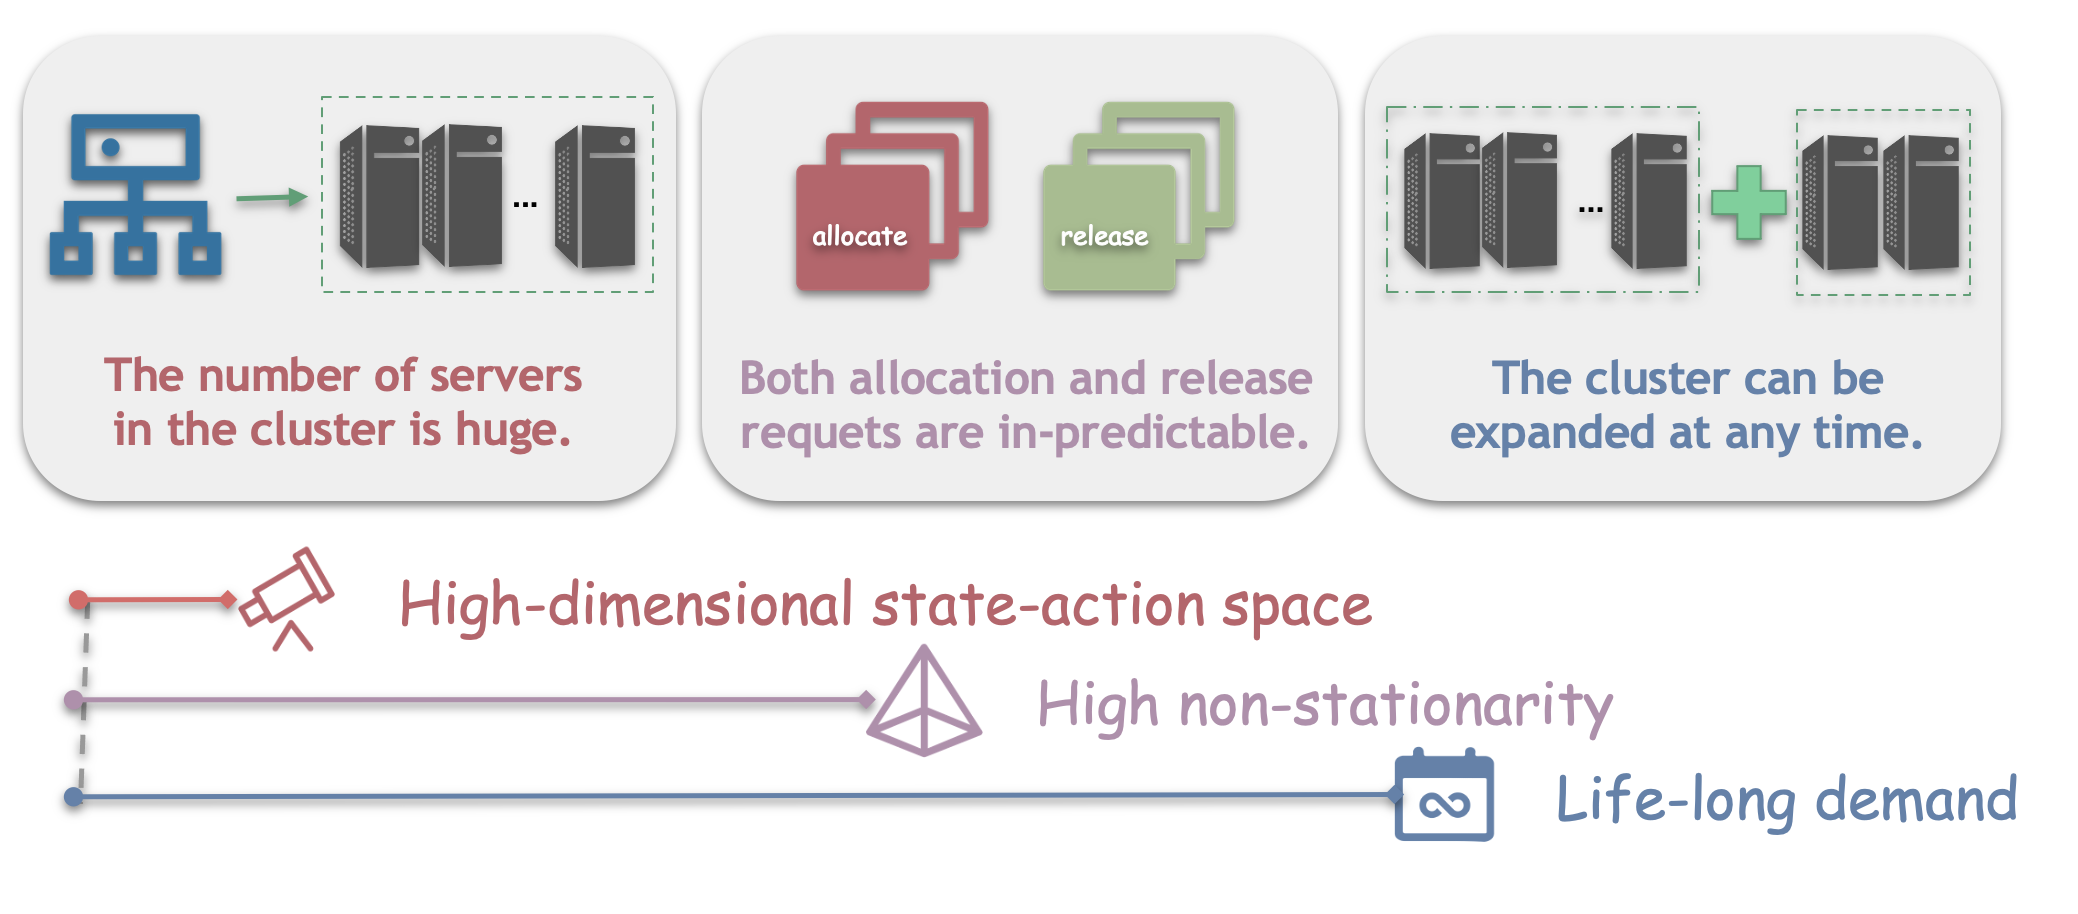 ...
The number of servers
in the cluster is huge.
allocate
release
Both allocation and release
requets are in-predictable.
...
The cluster can be
expanded at any time.
High-dimensional state-action space
High non-stationarity
Life-long demand